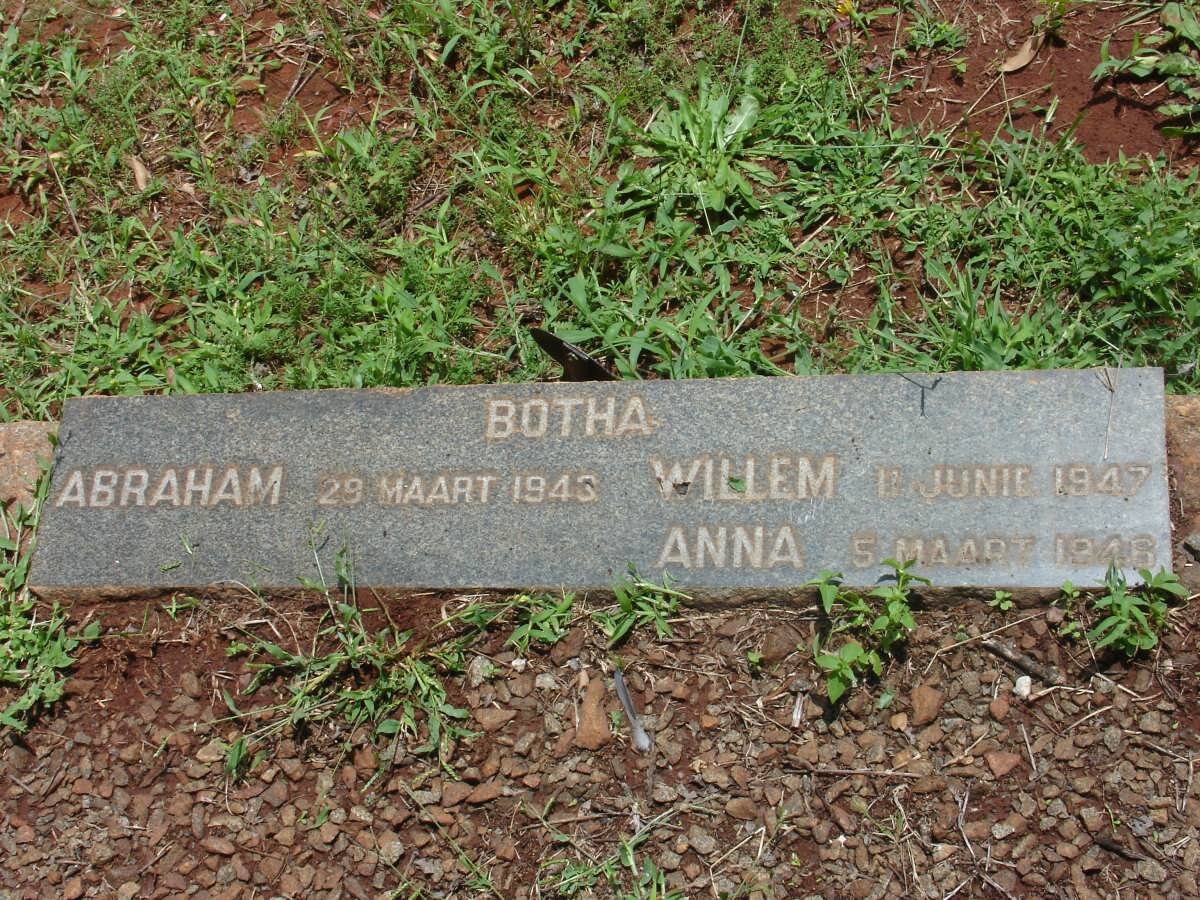 BOTHA
ABRAHAM 29 MAART 1943 WILLEM 11 JUNIE 1947
ANNA 5 MAART 1948